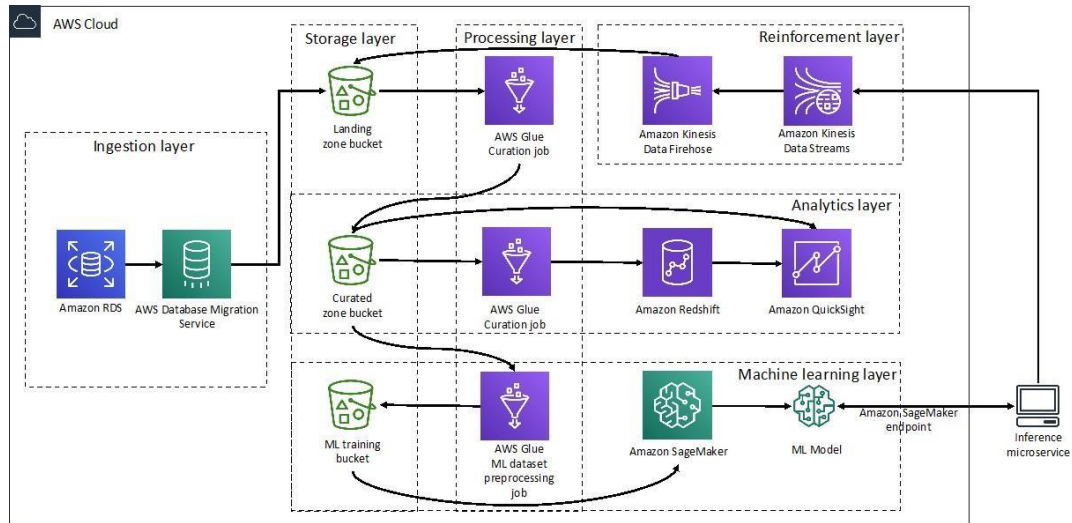 AWS Cloud
Storage layer
Processing layer
Reinforcement layer
Landing
zone bucket
AWS Glue
Curation job
Amazon Kinesis
Data Firehose
Amazon Kinesis
Data Streams
Ingestion layer
Analytics layer
Amazon RDS
AWS Database Migration
Service
Curated
zone bucket
AWS Glue
Curation job
Amazon Redshift
Amazon QuickSight
Machine learning layer
ML training
bucket
AWS Glue
ML dataset
preprocessing
job
Amazon SageMaker
ML Model
Amazon SageMaker
endpoint
Inference
microservice